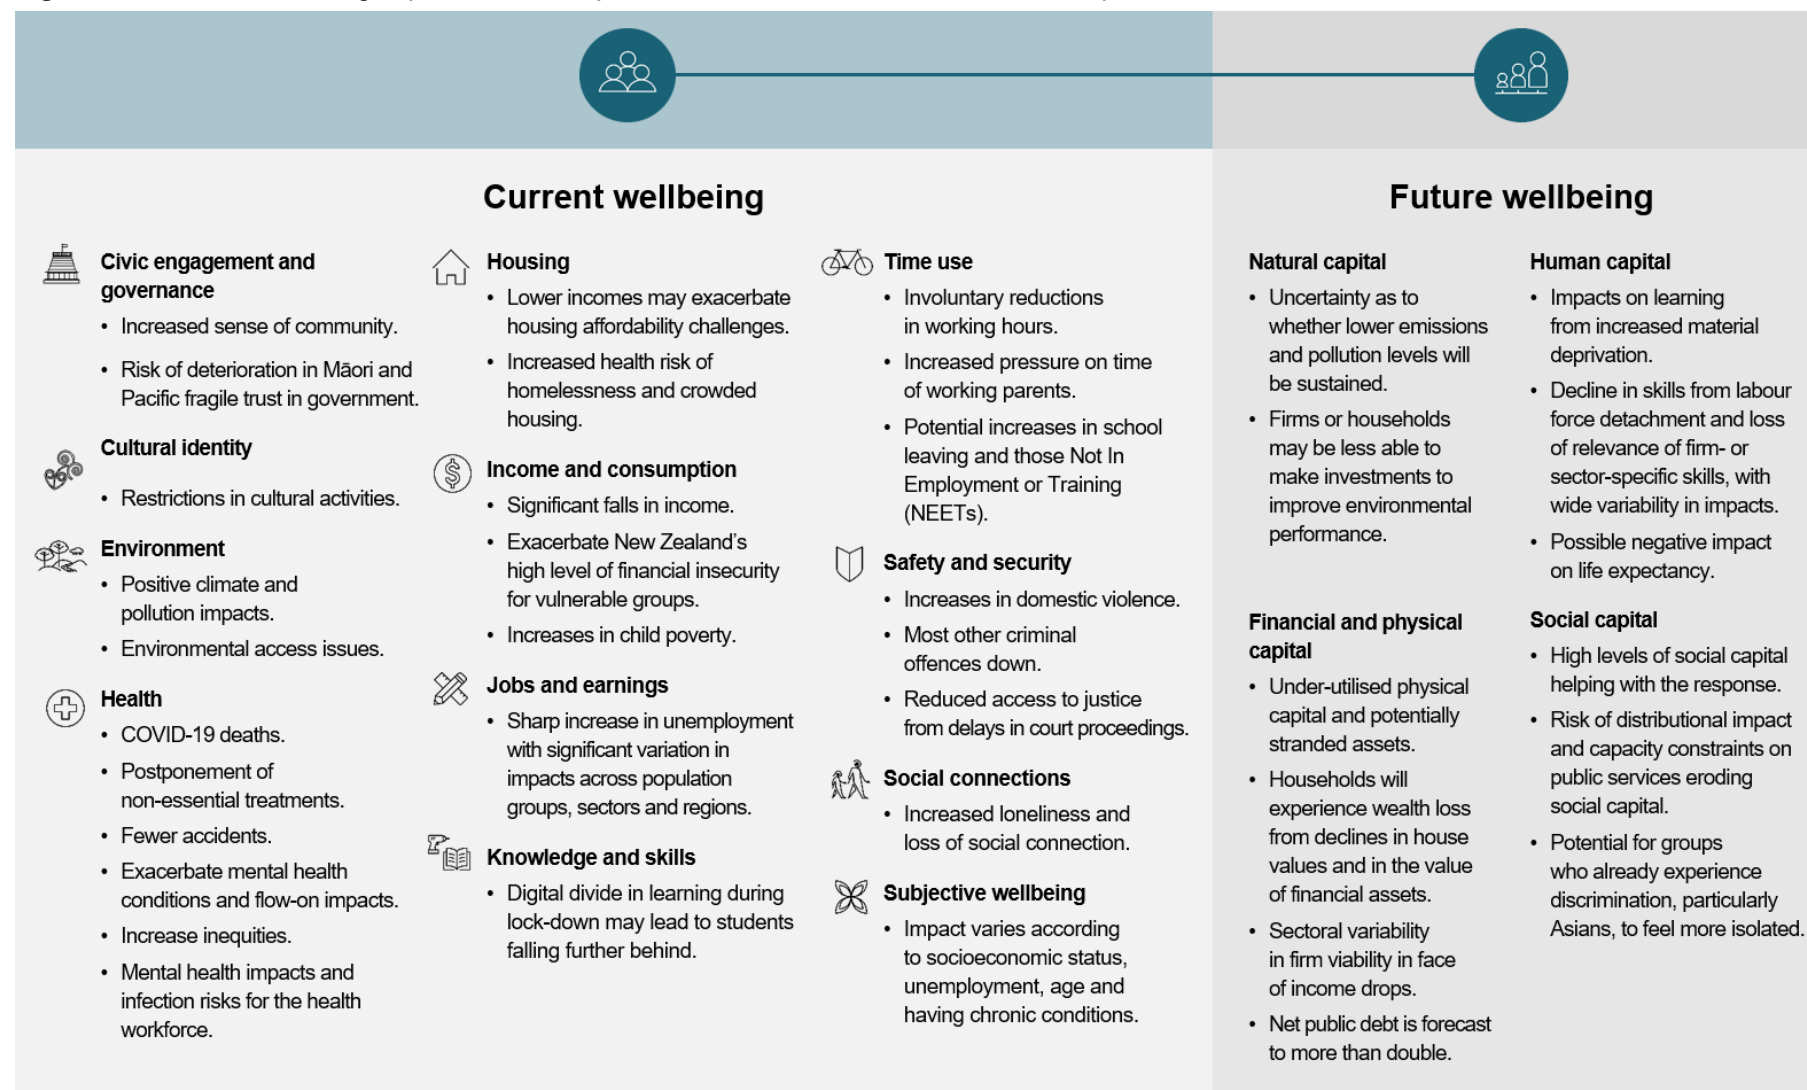 Current wellbeing
Civic engagement and
governance
• Increased sense of community.
• Risk of deterioration in Māori and
Pacific fragile trust in government.
Cultural identity
• Restrictions in cultural activities.
Environment
• Positive climate and
pollution impacts.
• Environmental access issues.
Health
• COVID-19 deaths.
• Postponement of
non-essential treatments.
• Fewer accidents.
• Exacerbate mental health
conditions and flow-on impacts.
• Increase inequities.
• Mental health impacts and
infection risks for the health
workforce.
Housing
• Lower incomes may exacerbate
housing affordability challenges.
• Increased health risk of
homelessness and crowded
housing.
Income and consumption
• Significant falls in income.
• Exacerbate New Zealand's
high level of financial insecurity
for vulnerable groups.
• Increases in child poverty.
Jobs and earnings
• Sharp increase in unemployment
with significant variation in
impacts across population
groups, sectors and regions.
Knowledge and skills
• Digital divide in learning during
lock-down may lead to students
falling further behind.
Time use
• Involuntary reductions
in working hours.
• Increased pressure on time
of working parents.
• Potential increases in school
leaving and those Not In
Employment or Training
(NEETs).
Safety and security
• Increases in domestic violence.
• Most other criminal
offences down.
• Reduced access to justice
from delays in court proceedings.
Social connections
• Increased loneliness and
loss of social connection.
Subjective wellbeing
• Impact varies according
to socioeconomic status,
unemployment, age and
having chronic conditions.
Future wellbeing
Natural capital
• Uncertainty as to
whether lower emissions
and pollution levels will
be sustained.
• Firms or households
may be less able to
make investments to
improve environmental
performance.
Financial and physical
capital
• Under-utilised physical
capital and potentially
stranded assets.
• Households will
experience wealth loss
from declines in house
values and in the value
of financial assets.
• Sectoral variability
in firm viability in face
of income drops.
• Net public debt is forecast
to more than double.
Human capital
• Impacts on learning
from increased material
deprivation.
• Decline in skills from labour
force detachment and loss
of relevance of firm- or
sector-specific skills, with
wide variability in impacts.
• Possible negative impact
on life expectancy.
Social capital
• High levels of social capital
helping with the response.
• Risk of distributional impact
and capacity constraints on
public services eroding
social capital.
• Potential for groups
who already experience
discrimination, particularly
Asians, to feel more isolated.